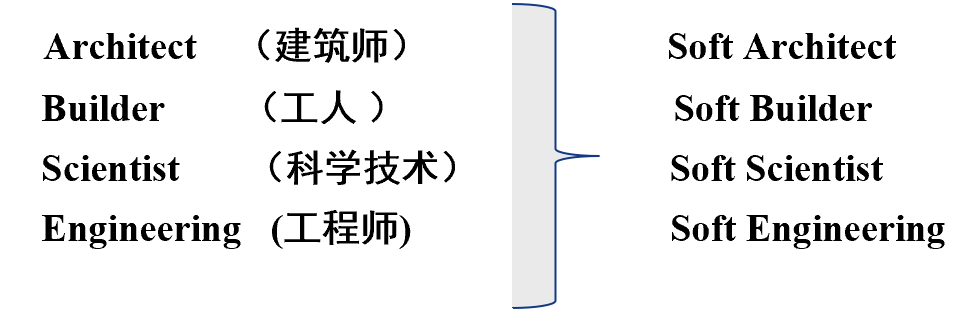 Architect （建筑师） Soft Architect
Builder （工人 ） Soft Builder
Scientist （科学技术） Soft Scientist
Engineering (工程师) Soft Engineering